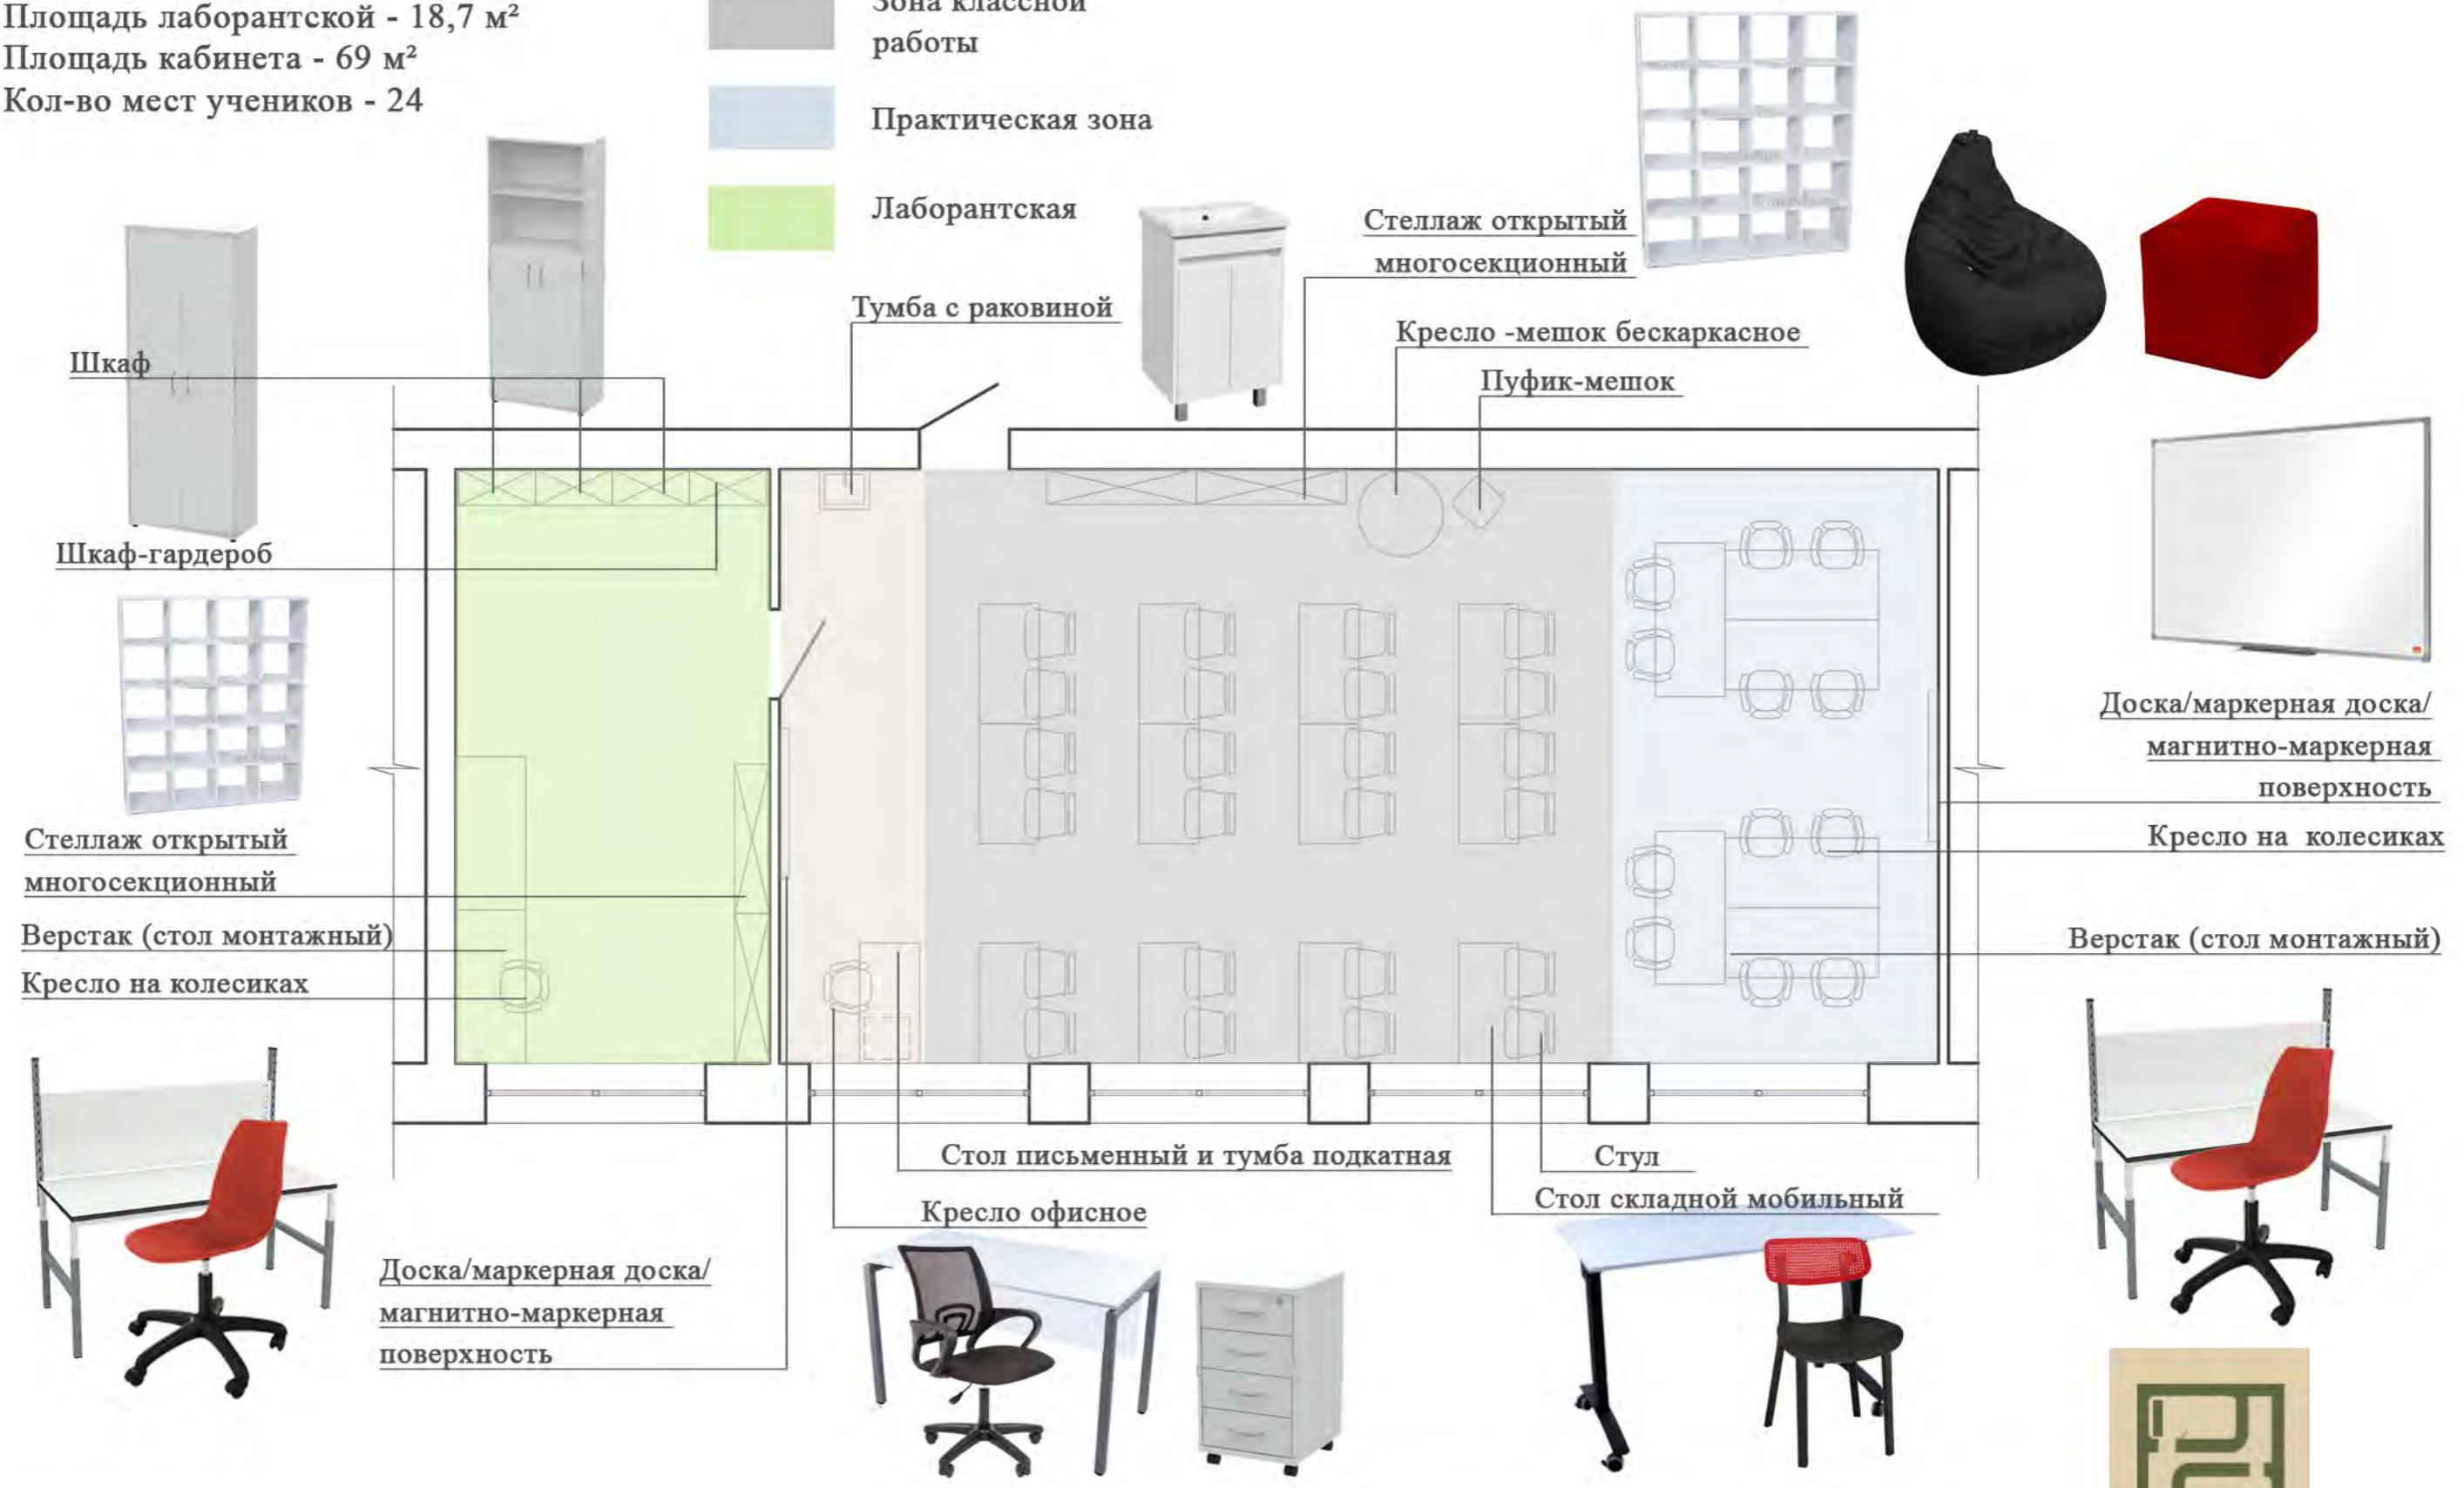 Площадь лаборантской - 18,7 м²
Площадь кабинета - 69 м²
Кол-во мест учеников - 24
Зона классной
работы
Практическая зона
Лаборантская
Стеллаж открытый
многосекционный
Тумба с раковиной
Кресло -мешок бескаркасное
Пуфик-мешок
Шкаф
Шкаф-гардероб
Доска/маркерная доска/
магнитно-маркерная
поверхность
Кресло на колесиках
Верстак (стол монтажный)
Стеллаж открытый
многосекционный
Верстак (стол монтажный)
Кресло на колесиках
Стол письменный и тумба подкатная
Кресло офисное
Стул
Стол складной мобильный
Доска/маркерная доска/
магнитно-маркерная
поверхность